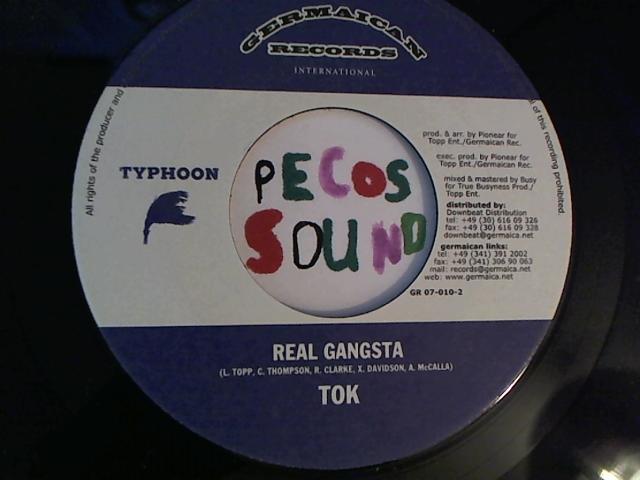 GERMAICAN
RECORDS
INTERNATIONAL
All rights of the producer and
l of this recording prohibited.
TYPHOON
PECOS
SOUND
prod. & arr. by Pionear for
Topp Ent./Germaican Rec.
exec. prod. by Pionear for
Topp Ent./Germaican Rec.
mixed & mastered by Busy
for True Busyness Prod./
Topp Ent.
distributed by:
Downbeat Distribution
tel: +49 (30) 616 09 326
fax: +49 (30) 616 09 328
downbeat@germaica.net
germaican links:
tel: +49 (341) 391 2002
fax: +49 (341) 306 90 063
mail: records@germaica.net
web: www.germaica.net
GR 07-010-2
REAL GANGSTA
(L. TOPP, C. THOMPSON, R. CLARKE, X. DAVIDSON, A. McCALLA)
TOK